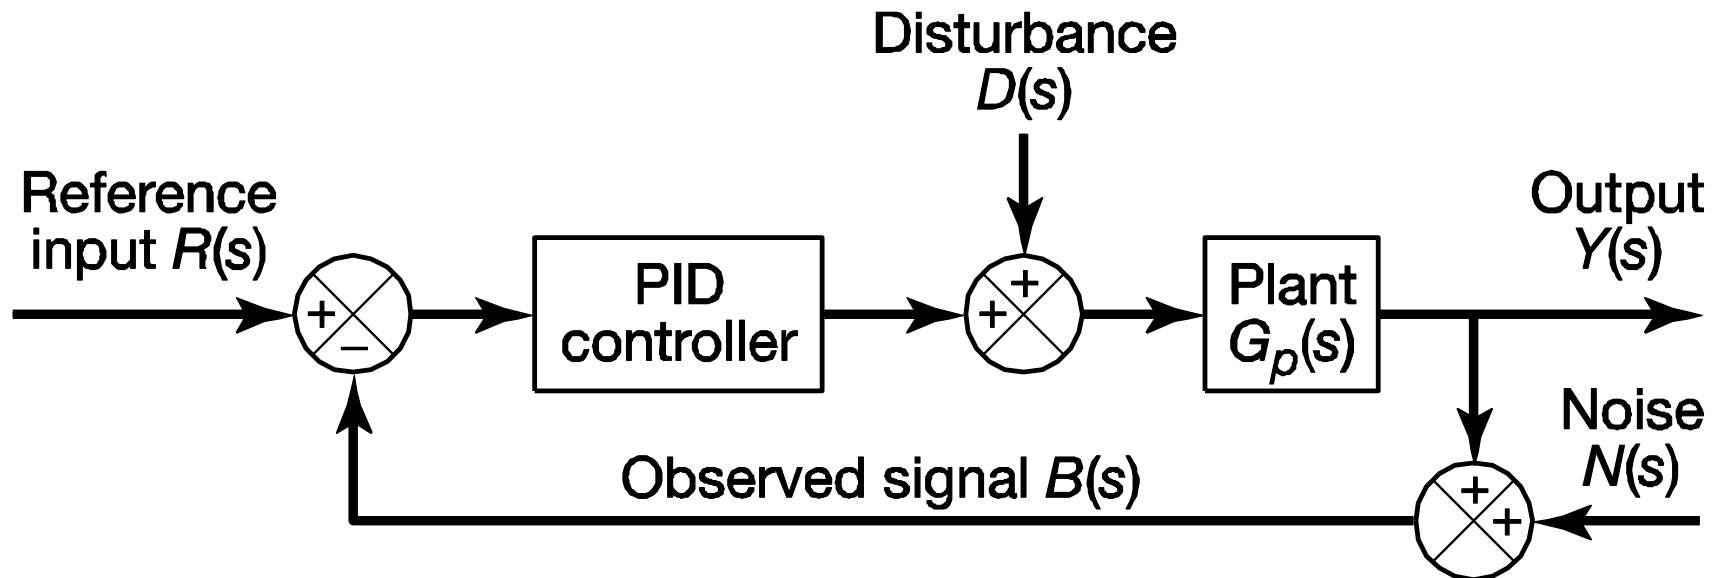 Disturbance
D(s)
Reference
input R(s)
Output
Y(s)
+
−
PID
controller
+
+
Plant
Gp(s)
Noise
N(s)
Observed signal B(s)
+
+